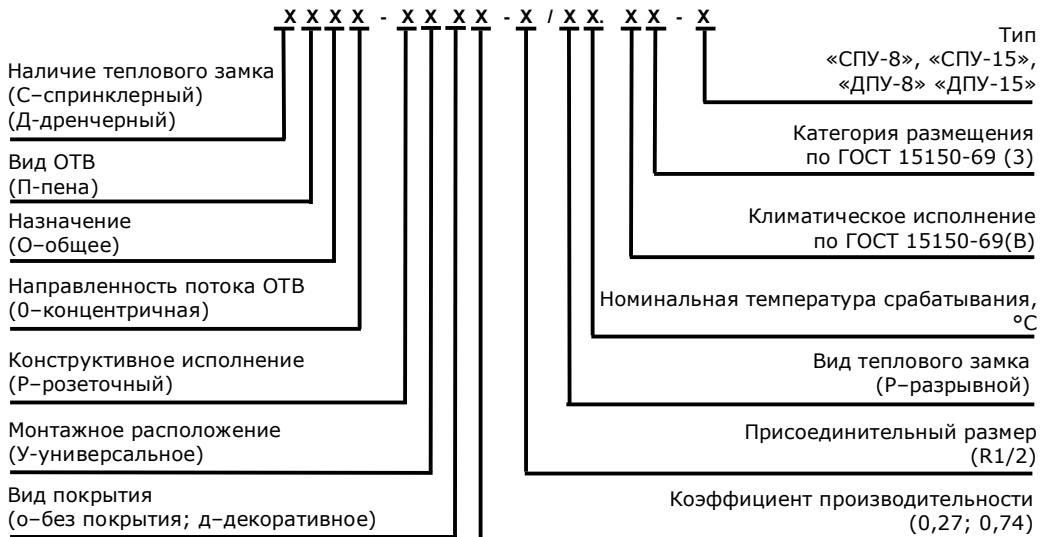 X X X X - X X X X - X / X X. X X - X
Наличие теплового замка
(С–спринклерный)
(Д-дренчерный)
Вид ОТВ
(П-пена)
Назначение
(О–общее)
Направленность потока ОТВ
(0–концентричная)
Конструктивное исполнение
(Р–розеточный)
Монтажное расположение
(У-универсальное)
Вид покрытия
(о–без покрытия; д–декоративное)
Тип
«СПУ-8», «СПУ-15»,
«ДПУ-8» «ДПУ-15»
Категория размещения
по ГОСТ 15150-69 (3)
Климатическое исполнение
по ГОСТ 15150-69(В)
Номинальная температура срабатывания,
°С
Вид теплового замка
(Р–разрывной)
Присоединительный размер
(R1/2)
Коэффициент производительности
(0,27; 0,74)